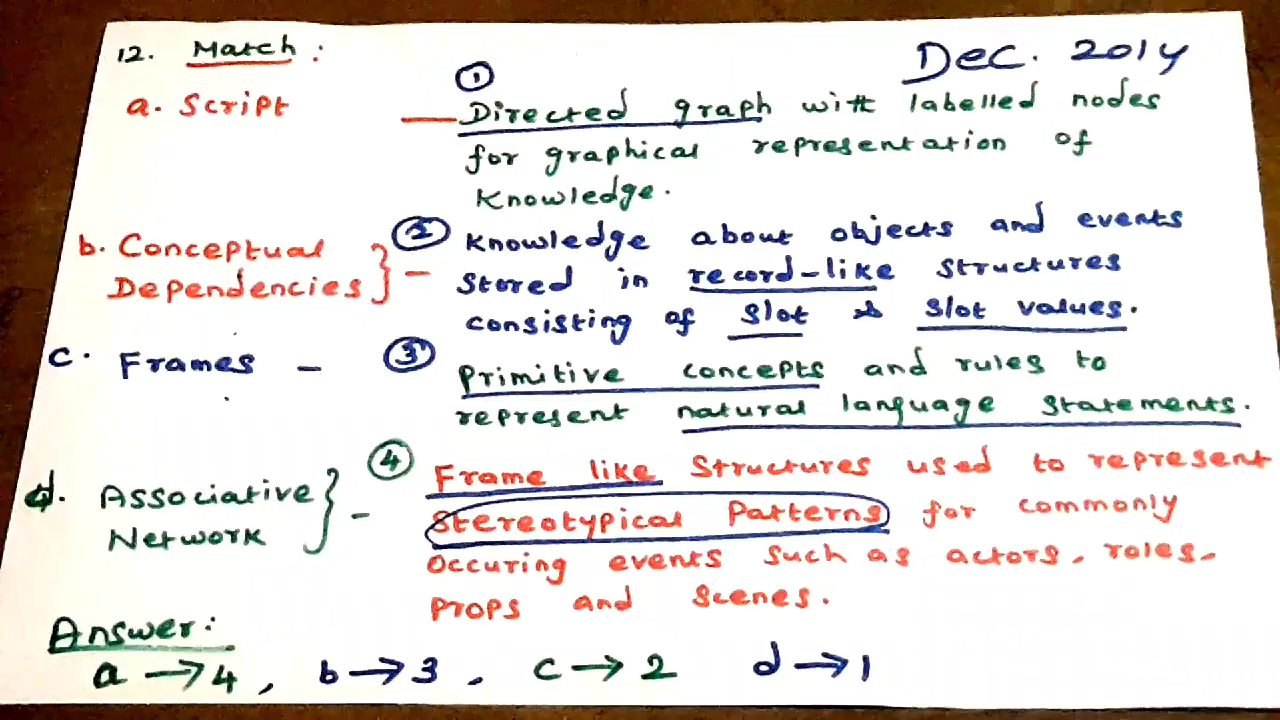 12. Match :
Dec. 2014
a. Script
① Directed graph with labelled nodes
for graphical representation of
Knowledge.
b. Conceptual
Dependencies } -
② Knowledge about objects and events
stored in record-like structures
consisting of slot & slot values.
c. Frames -
③ Primitive concepts and rules to
represent natural language statements.
d. Associative
Network } -
④ Frame like structures used to represent
Stereotypical Patterns for commonly
occuring events such as actors, roles,
props and scenes.
Answer:
a → 4, b → 3, c → 2 d → 1